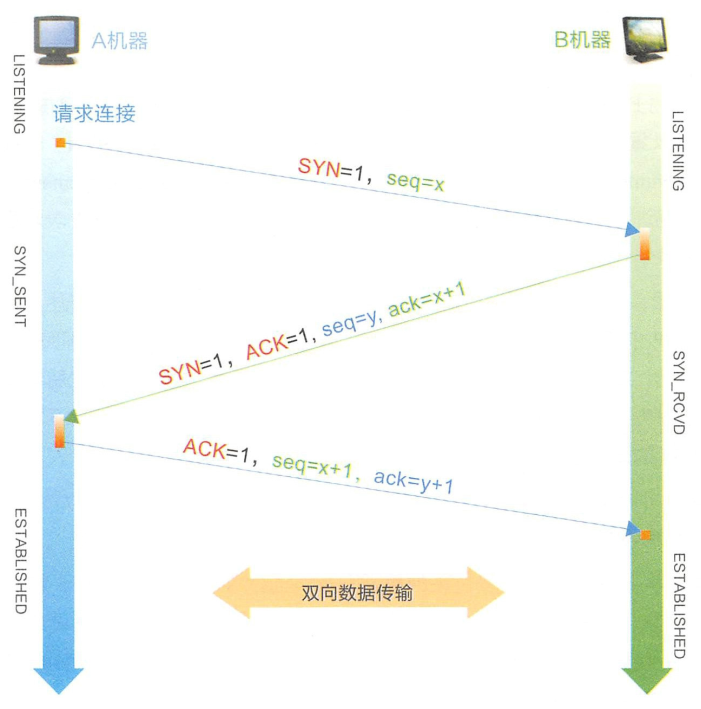 A机器
B机器
LISTENING
请求连接
LISTENING
SYN=1，seq=x
SYN_SENT
SYN=1，ACK=1, seq=y, ack=x+1
SYN_RCVD
ACK=1，seq=x+1，ack=y+1
ESTABLISHED
双向数据传输
ESTABLISHED